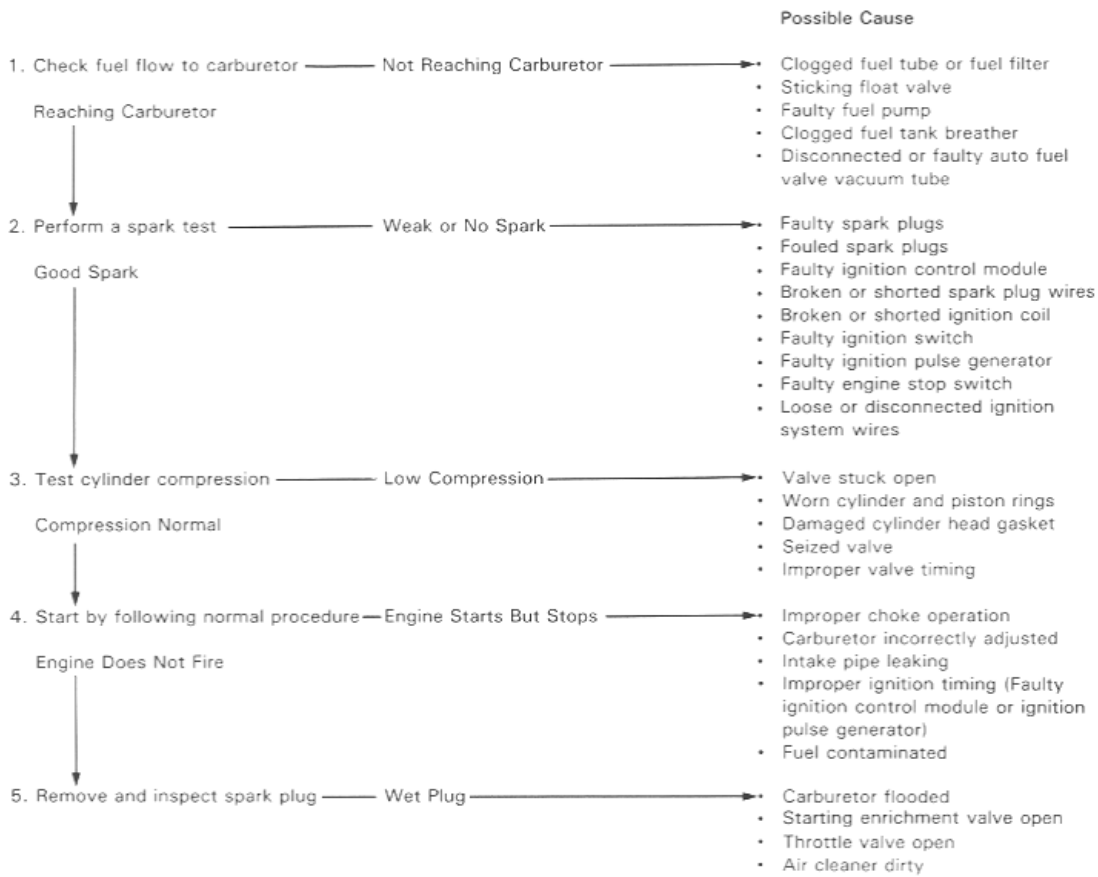 Possible Cause
1. Check fuel flow to carburetor
Not Reaching Carburetor
• Clogged fuel tube or fuel filter
• Sticking float valve
Reaching Carburetor
• Faulty fuel pump
• Clogged fuel tank breather
• Disconnected or faulty auto fuel
valve vacuum tube
2. Perform a spark test
Weak or No Spark
• Faulty spark plugs
• Fouled spark plugs
Good Spark
• Faulty ignition control module
• Broken or shorted spark plug wires
• Broken or shorted ignition coil
• Faulty ignition switch
• Faulty ignition pulse generator
• Faulty engine stop switch
• Loose or disconnected ignition
system wires
3. Test cylinder compression
Low Compression
• Valve stuck open
• Worn cylinder and piston rings
Compression Normal
• Damaged cylinder head gasket
• Seized valve
• Improper valve timing
4. Start by following normal procedure
Engine Starts But Stops
• Improper choke operation
• Carburetor incorrectly adjusted
Engine Does Not Fire
• Intake pipe leaking
• Improper ignition timing (Faulty
ignition control module or ignition
pulse generator)
• Fuel contaminated
5. Remove and inspect spark plug
Wet Plug
• Carburetor flooded
• Starting enrichment valve open
• Throttle valve open
• Air cleaner dirty